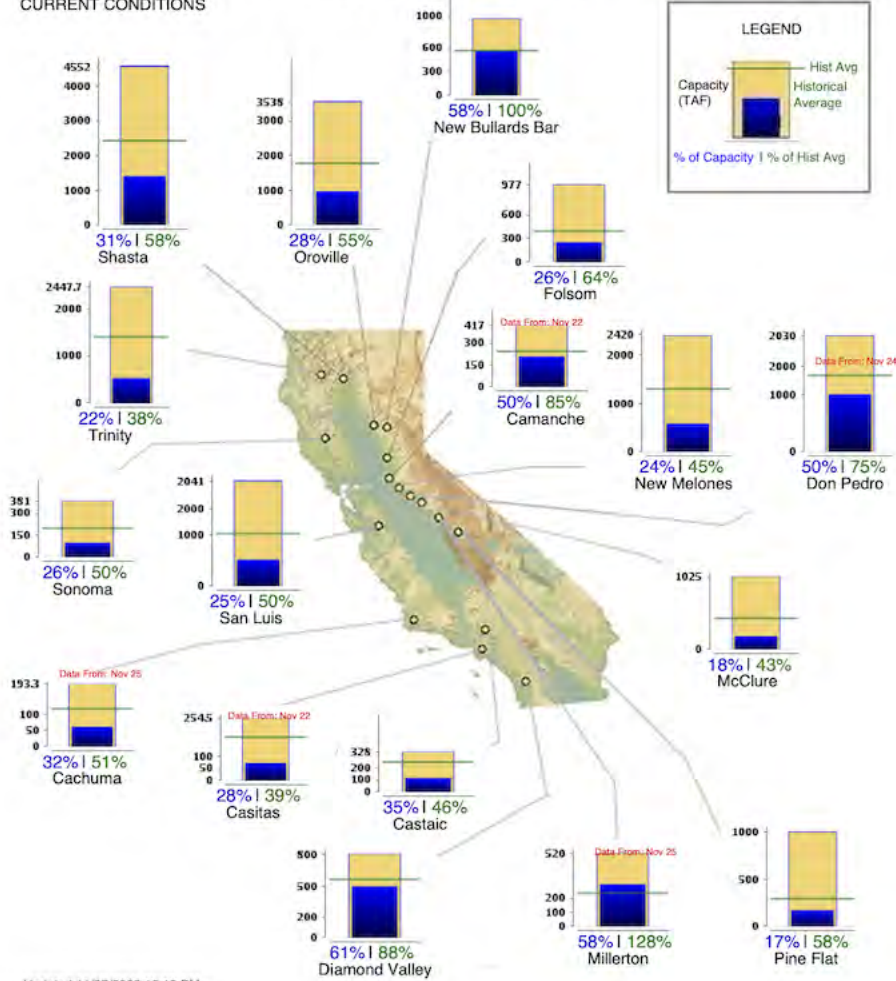 CURRENT CONDITIONS
1000
600
300
0
58% | 100%
New Bullards Bar
LEGEND
Hist Avg
Capacity
(TAF)
Historical
Average
% of Capacity | % of Hist Avg
4552
4000
3000
2000
1000
0
31% | 58%
Shasta
3538
3000
2000
1000
0
28% | 55%
Oroville
977
600
300
0
26% | 64%
Folsom
2447.7
2000
1000
0
22% | 38%
Trinity
417
300
150
0
Data From: Nov 22
50% | 85%
Camanche
2420
2000
1000
0
24% | 45%
New Melones
2030
2000
1000
0
Data From: Nov 24
50% | 75%
Don Pedro
381
300
150
0
26% | 50%
Sonoma
2041
2000
1000
0
25% | 50%
San Luis
1025
0
18% | 43%
McClure
Data From: Nov 25
193.3
100
50
0
32% | 51%
Cachuma
254.5
100
50
0
Data From: Nov 22
28% | 39%
Casitas
325
200
100
0
35% | 46%
Castaic
800
500
200
0
61% | 88%
Diamond Valley
520
200
100
0
Data From: Nov 25
58% | 128%
Millerton
1000
500
0
17% | 58%
Pine Flat